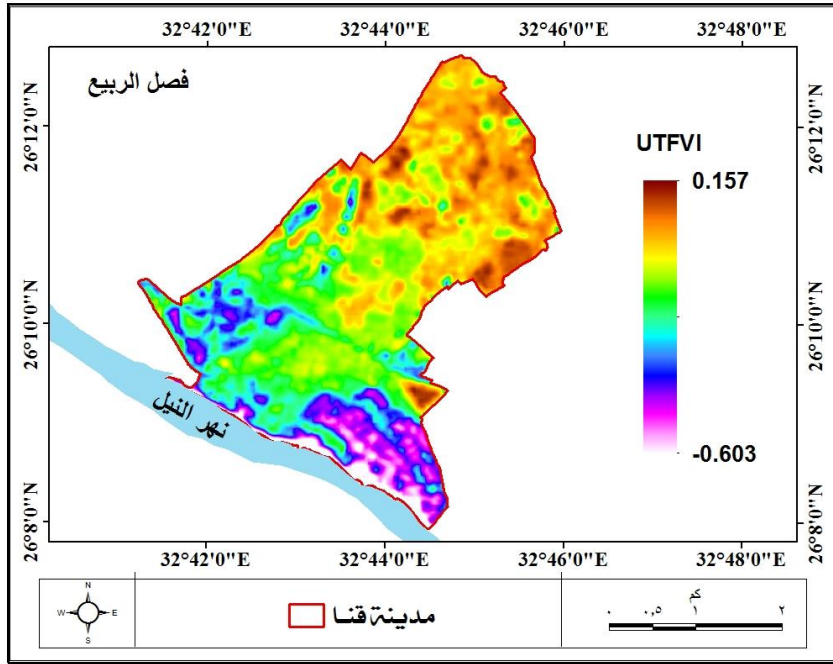 32°42'0"E 32°44'0"E 32°46'0"E 32°48'0"E
فصل الربيع
26°12'0"N 26°12'0"N
UTFVI
0.157
26°10'0"N 26°10'0"N
نهر النيل
-0.603
26°8'0"N 26°8'0"N
32°42'0"E 32°44'0"E 32°46'0"E 32°48'0"E
N
W E
S
مدينة قنا
كم
٠ ٠,٥ ١ ٢